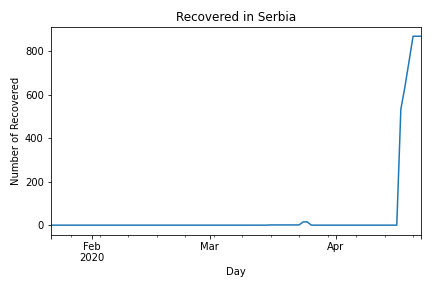 Recovered in Serbia
Number of Recovered
800
600
400
200
0
Feb
2020
Mar
Apr
Day